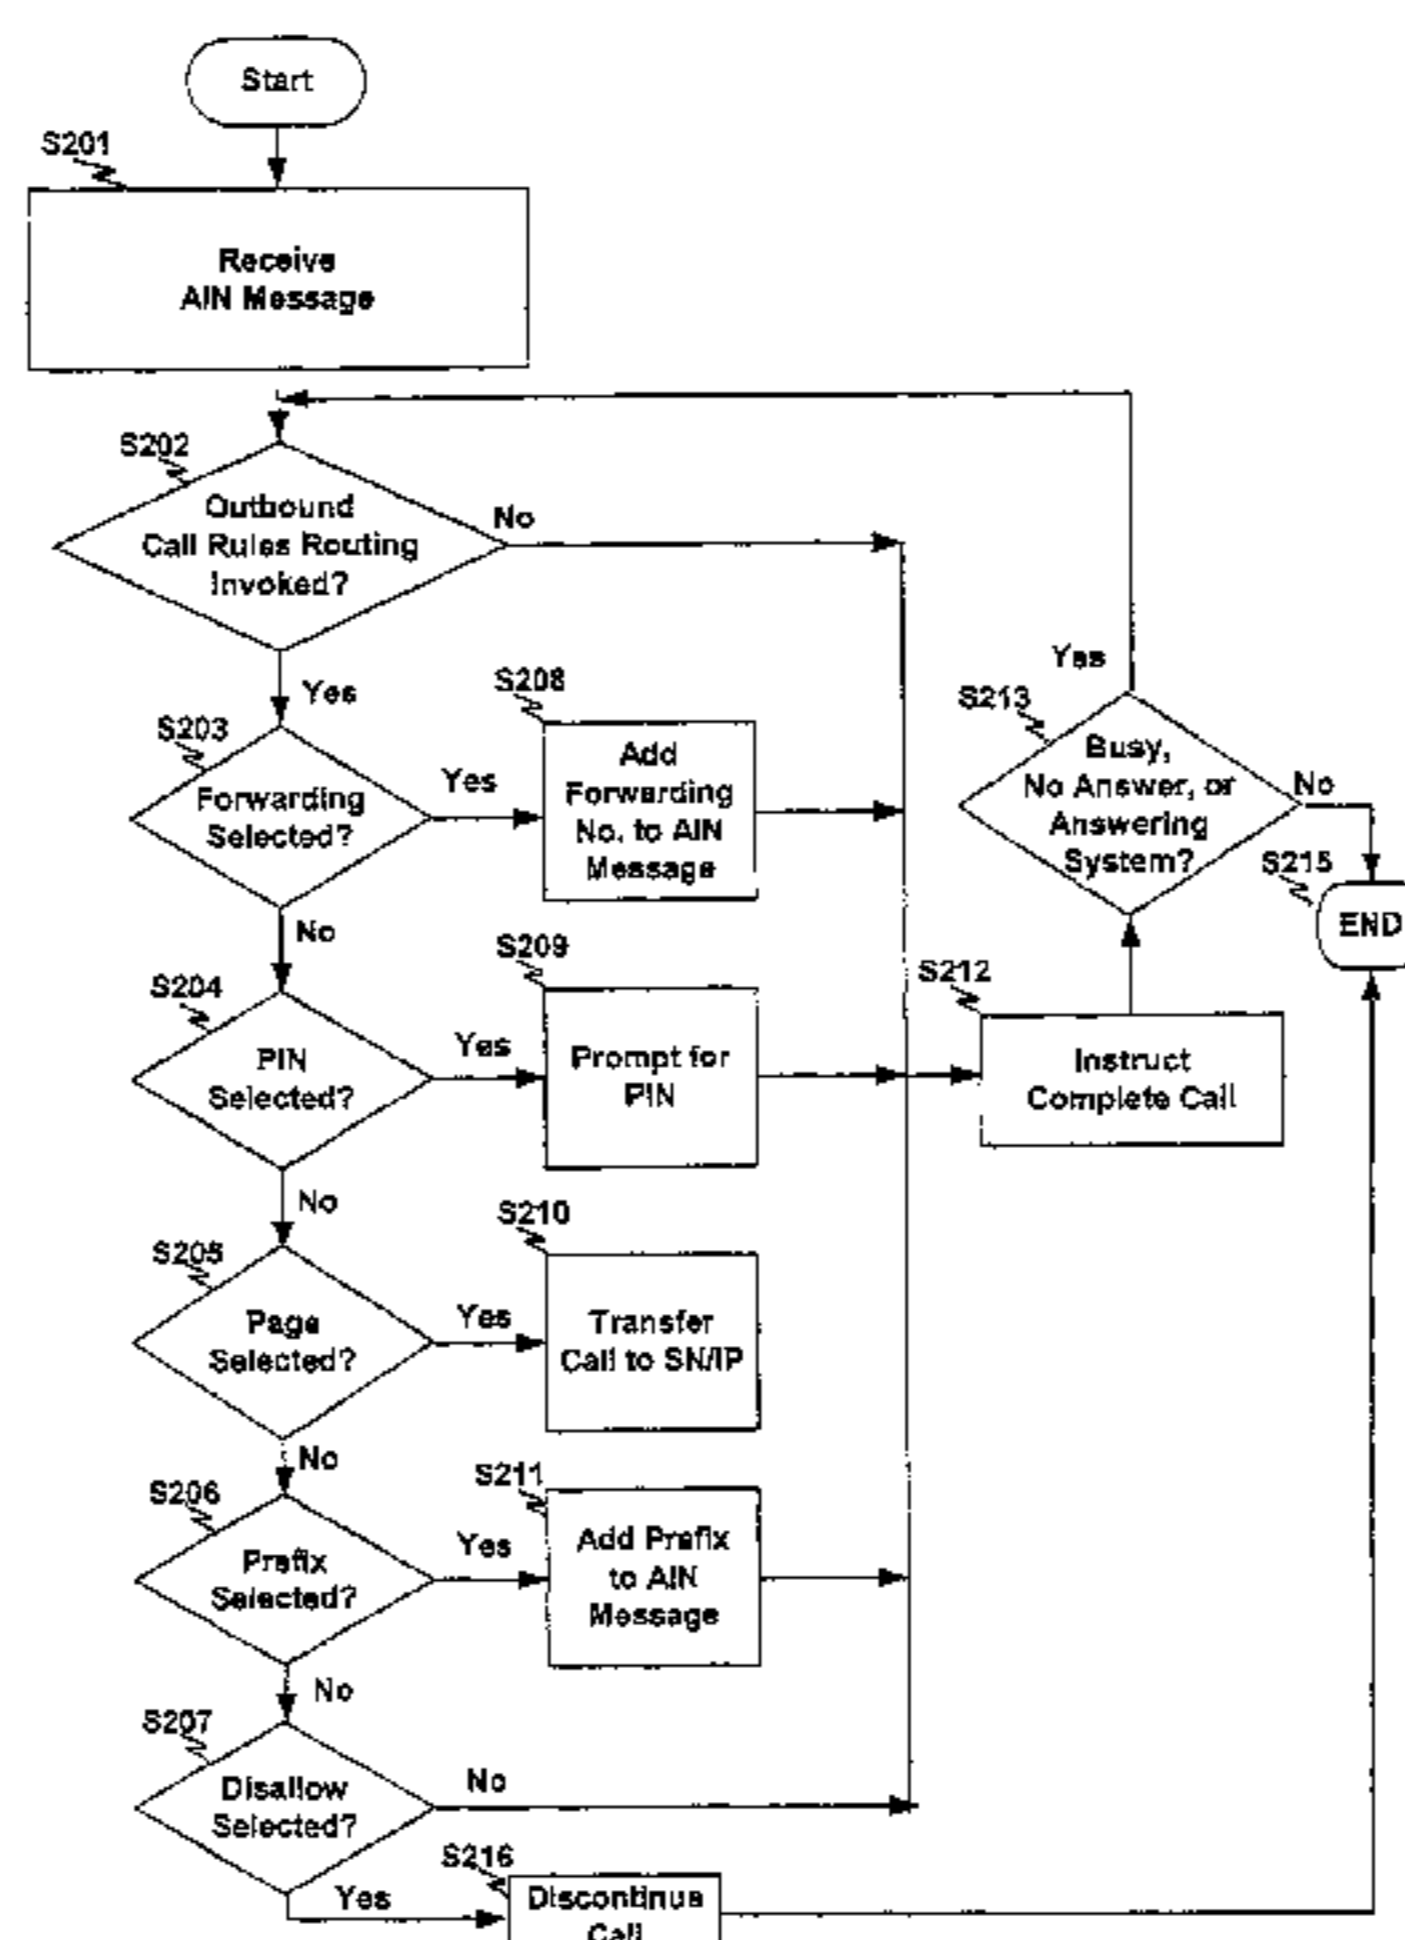 Start
S201
Receive
AIN Message
S202
Outbound
Call Rules Routing
Invoked?
No
Yes
S203
Forwarding
Selected?
Yes
S208
Add
Forwarding
No. to AIN
Message
Yes
S213
Busy,
No Answer, or
Answering
System?
No
S215
END
No
S204
PIN
Selected?
Yes
S209
Prompt for
PIN
S212
Instruct
Complete Call
No
S205
Page
Selected?
Yes
S210
Transfer
Call to SN/IP
No
S206
Prefix
Selected?
Yes
S211
Add Prefix
to AIN
Message
No
S207
Disallow
Selected?
No
Yes
S216
Discontinue
Call